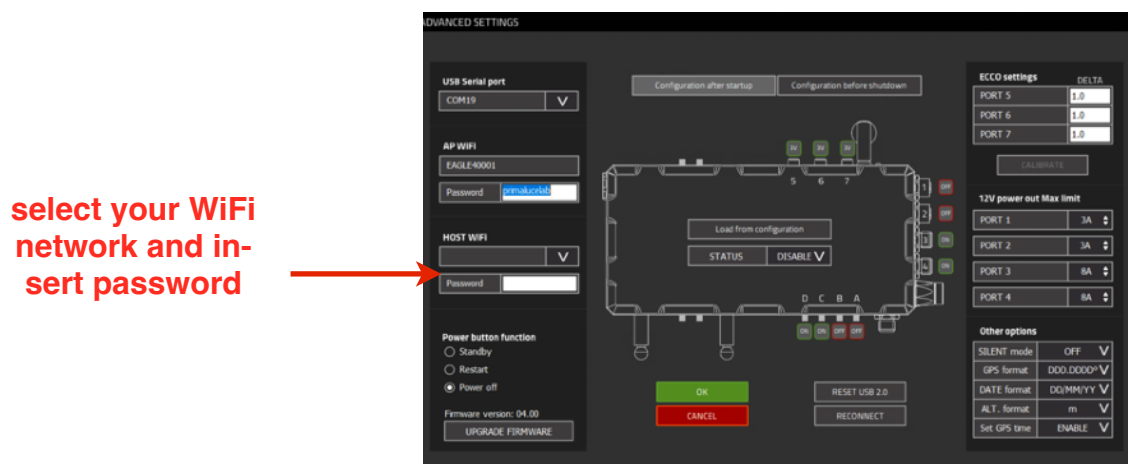 ADVANCED SETTINGS
select your WiFi
network and in-
sert password
USB Serial port
COM19
AP WIFI
EAGLE40001
Password primalucelab
HOST WIFI
Password
Power button function
Standby
Restart
Power off
Firmware version: 04.00
UPGRADE FIRMWARE
Configuration after startup Configuration before shutdown
9V 9V 9V
5 6 7
1 OFF
2 OFF
3 ON
4 ON
Load from configuration
STATUS DISABLE
D C B A
ON ON OFF OFF
OK RESET USB 2.0
CANCEL RECONNECT
ECCO settings DELTA
PORT 5 1.0
PORT 6 1.0
PORT 7 1.0
CALIBRATE
12V power out Max limit
PORT 1 3A
PORT 2 3A
PORT 3 8A
PORT 4 8A
Other options
SILENT mode OFF
GPS format DDD.DDDD°
DATE format DD/MM/YY
ALT. format m
Set GPS time ENABLE